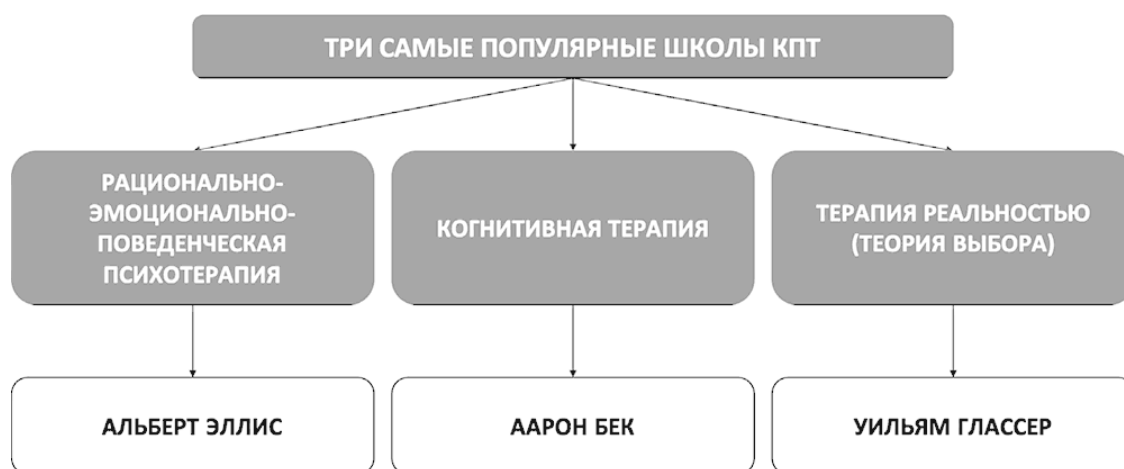 ТРИ САМЫЕ ПОПУЛЯРНЫЕ ШКОЛЫ КПТ
РАЦИОНАЛЬНО-
ЭМОЦИОНАЛЬНО-
ПОВЕДЕНЧЕСКАЯ
ПСИХОТЕРАПИЯ
КОГНИТИВНАЯ ТЕРАПИЯ
ТЕРАПИЯ РЕАЛЬНОСТЬЮ
(ТЕОРИЯ ВЫБОРА)
АЛЬБЕРТ ЭЛЛИС
ААРОН БЕК
УИЛЬЯМ ГЛАССЕР